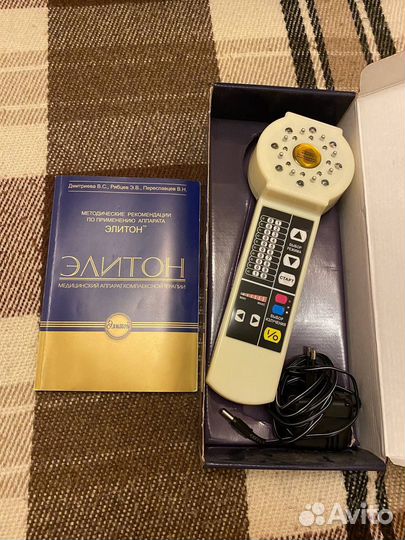 Дмитриева В.С., Рябцев Э.В., Переславцев В.Н.
МЕТОДИЧЕСКИЕ РЕКОМЕНДАЦИИ
ПО ПРИМЕНЕНИЮ АППАРАТА
ЭЛИТОН™
ЭЛИТОН
МЕДИЦИНСКИЙ АППАРАТ КОМПЛЕКСНОЙ ТЕРАПИИ
Элитон
ВЫБОР
РЕЖИМА
СТАРТ
ВЫБОР
ИЗЛУЧЕНИЯ
I/O
Avito